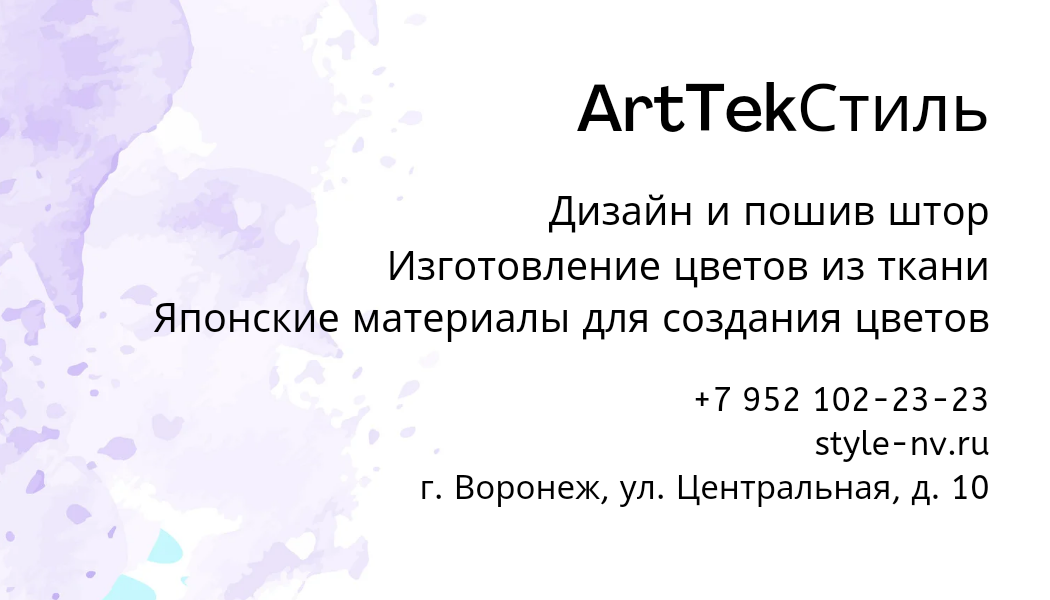 ArtTekСтиль
Дизайн и пошив штор
Изготовление цветов из ткани
Японские материалы для создания цветов
+7 952 102-23-23
style-nv.ru
г. Воронеж, ул. Центральная, д. 10